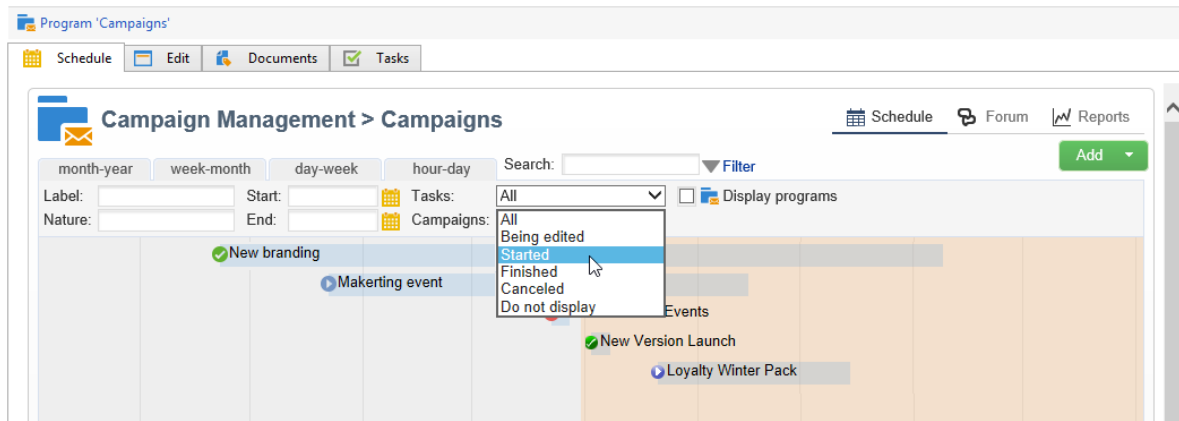 Program 'Campaigns'
Schedule Edit Documents Tasks
Campaign Management > Campaigns
Schedule Forum Reports
Add
month-year week-month day-week hour-day Search: Filter
Label: Start: Tasks: All Display programs
Nature: End: Campaigns: All
Being edited
New branding Started
Finished
Makerting event Canceled
Do not display Events
New Version Launch
Loyalty Winter Pack